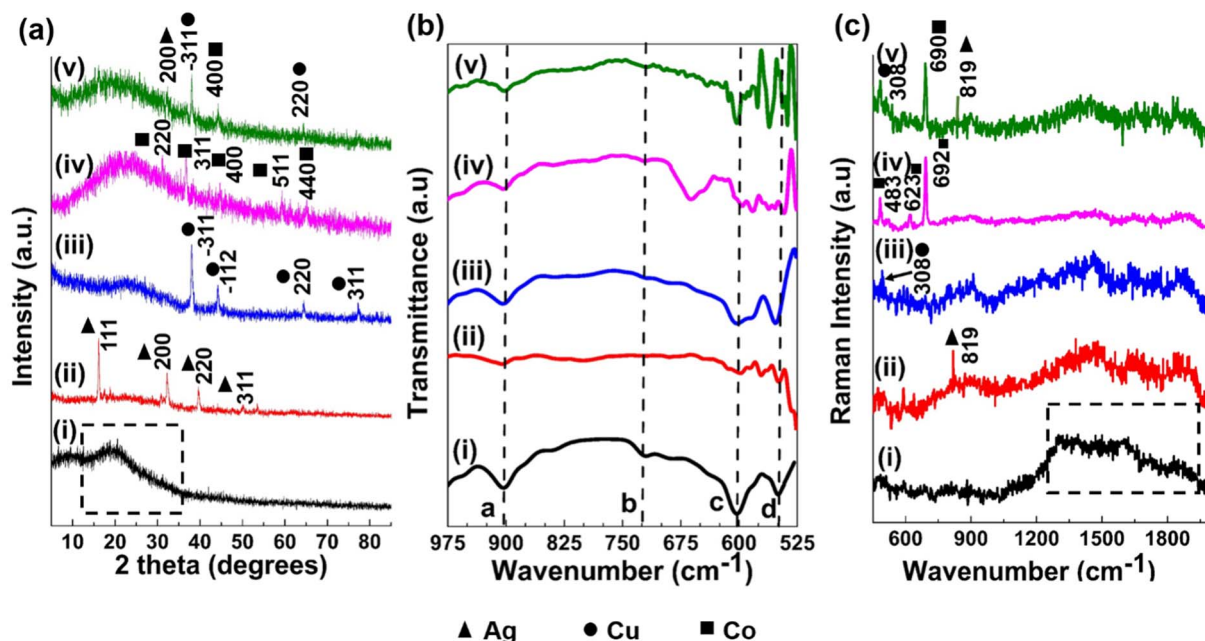 (a)
Intensity (a.u.)
(v)
200
-311
400
220
(iv)
220
311
400
511
440
(iii)
-311
-112
220
311
(ii)
111
200
220
311
(i)
10 20 30 40 50 60 70 80
2 theta (degrees)
(b)
Transmittance (a.u)
(v)
(iv)
(iii)
(ii)
(i)
a b c d
975 900 825 750 675 600 525
Wavenumber (cm-1)
(c)
Raman Intensity (a.u)
(v)
308
690
819
(iv)
483
623
692
(iii)
308
(ii)
819
(i)
600 900 1200 1500 1800
Wavenumber (cm-1)
▲ Ag ● Cu ■ Co